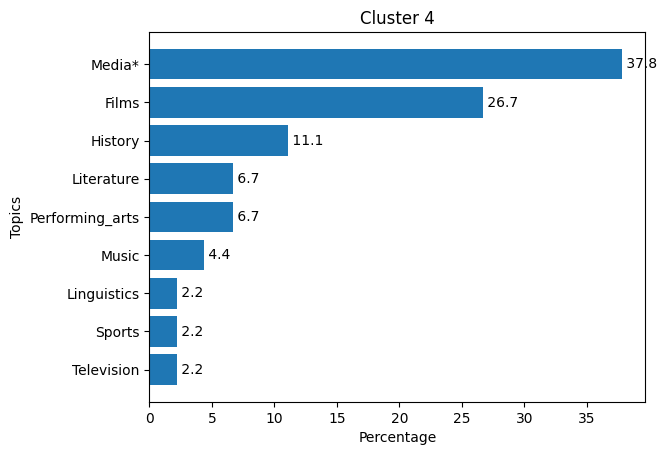 Cluster 4
Topics
Media* 37.8
Films 26.7
History 11.1
Literature 6.7
Performing_arts 6.7
Music 4.4
Linguistics 2.2
Sports 2.2
Television 2.2
0 5 10 15 20 25 30 35
Percentage